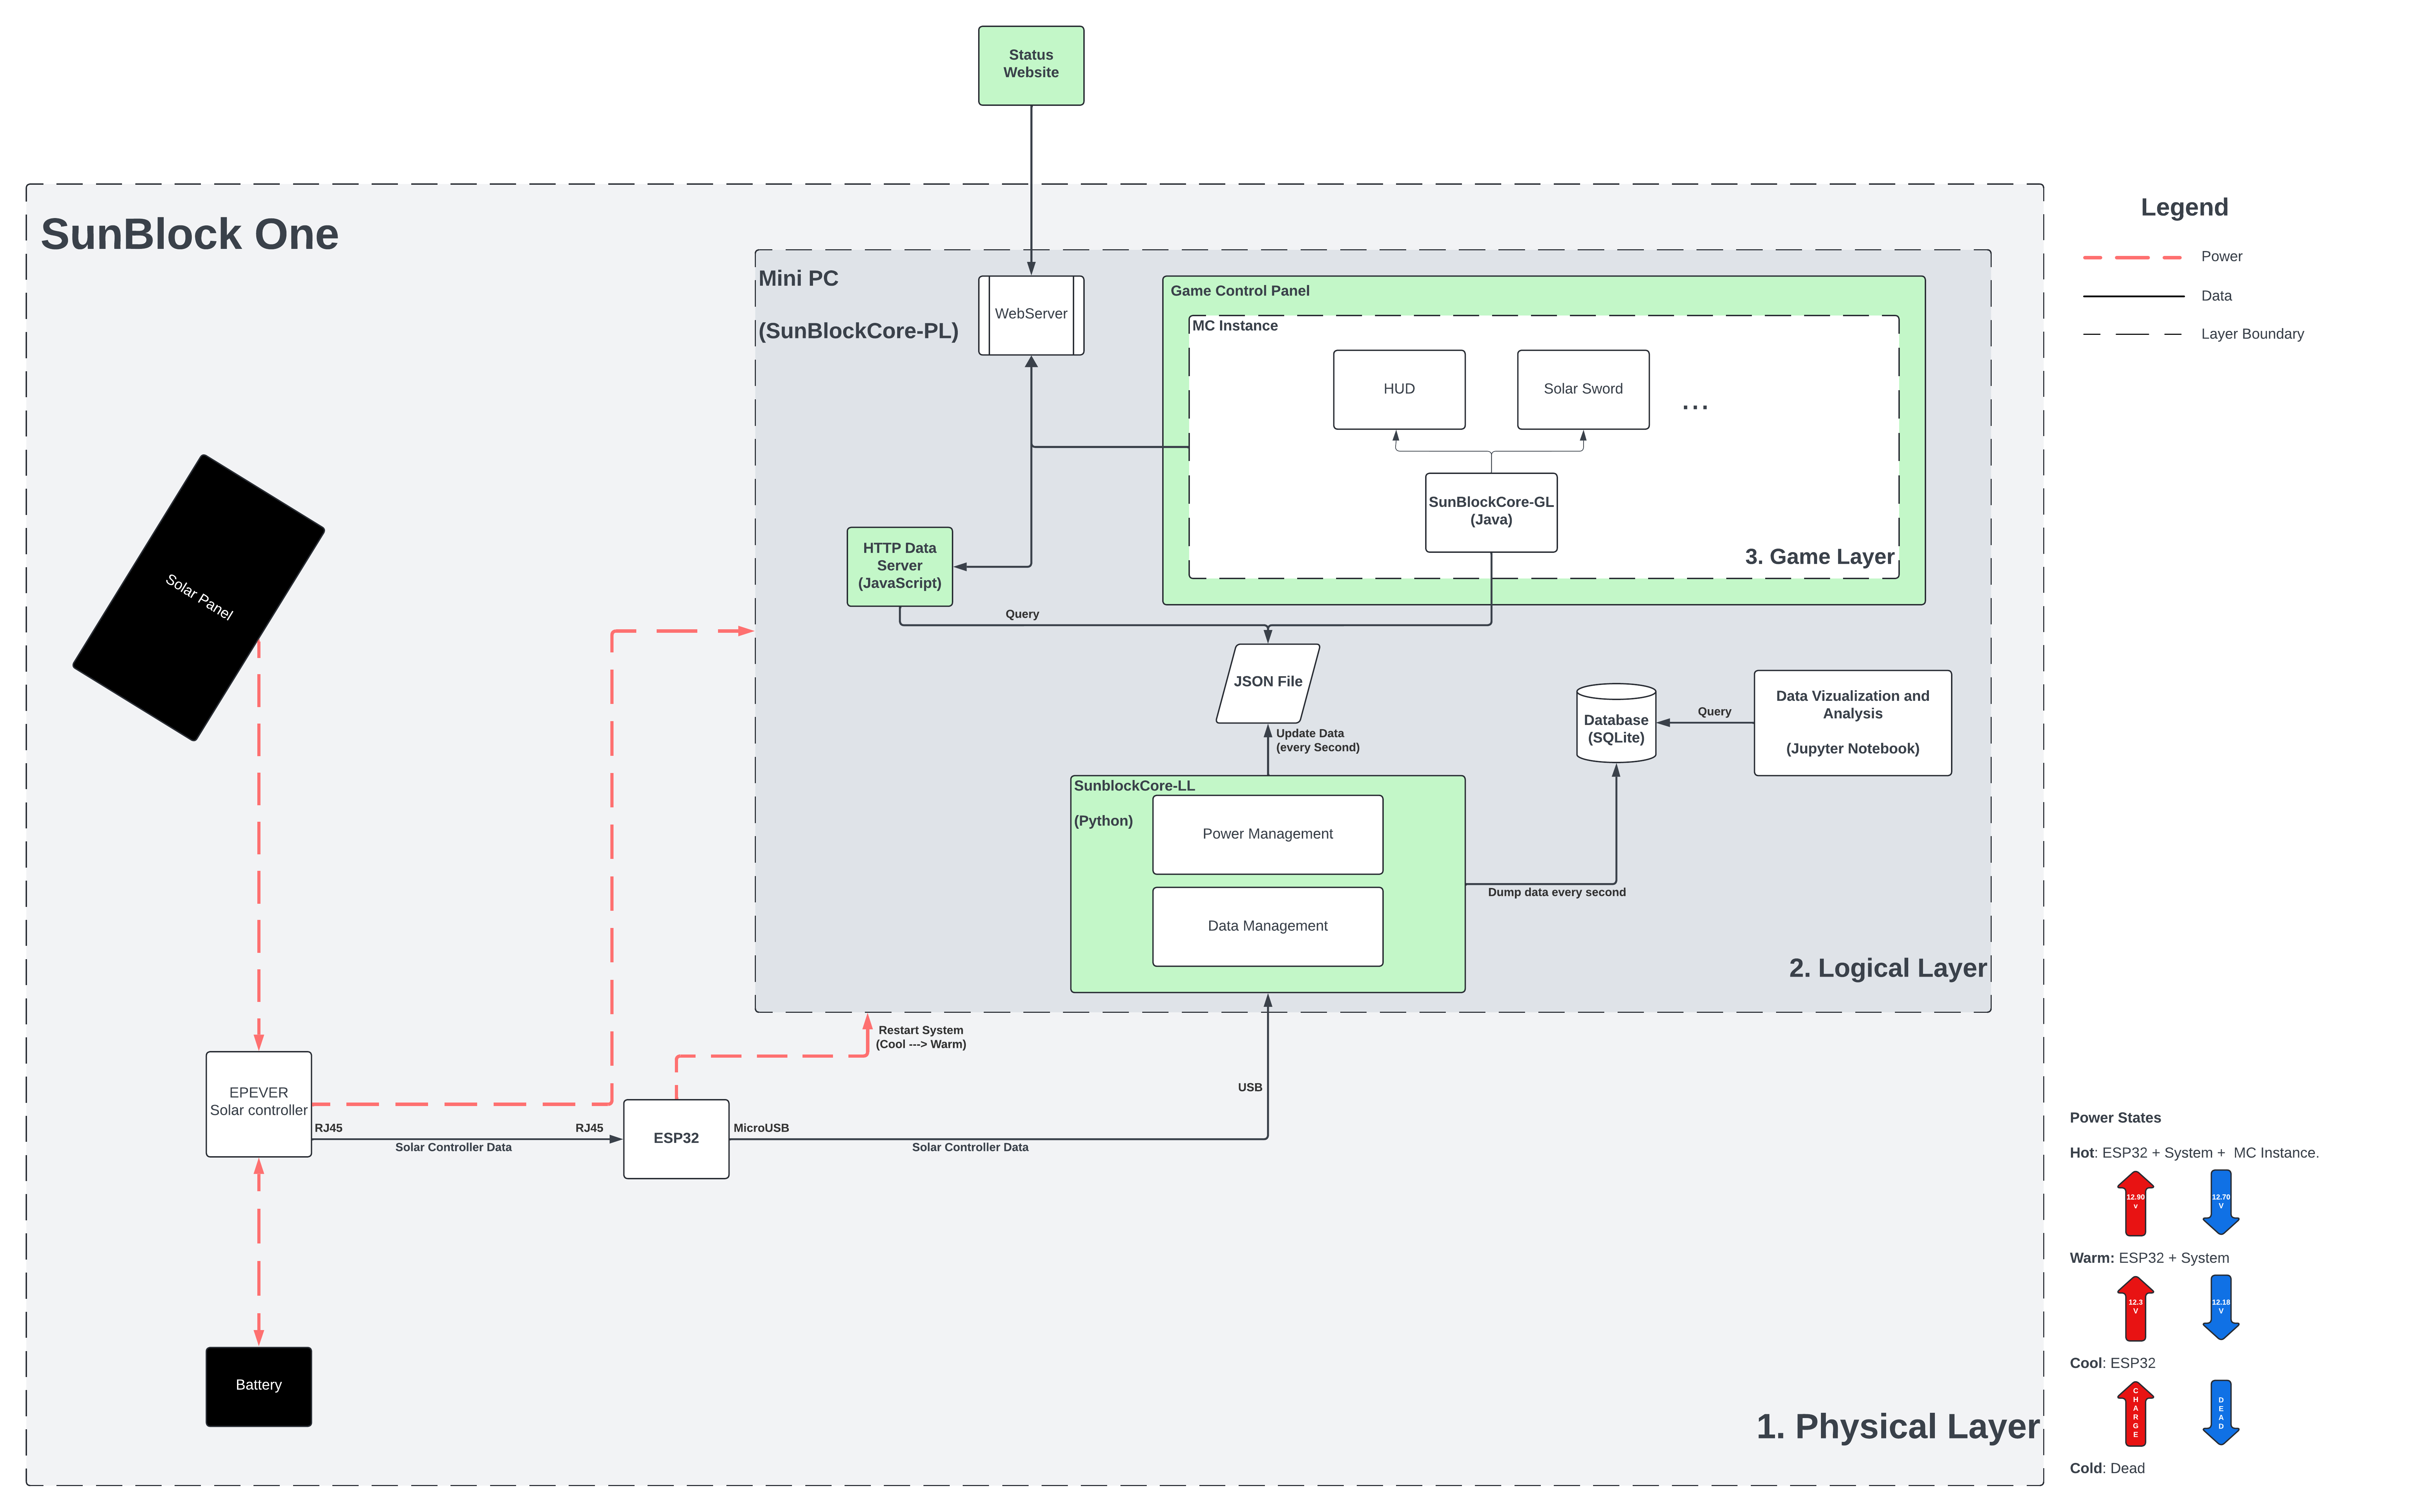 Status
Website
SunBlock One
Legend
Power
Data
Layer Boundary
Mini PC
(SunBlockCore-PL)
WebServer
Game Control Panel
MC Instance
HUD
Solar Sword
...
SunBlockCore-GL
(Java)
3. Game Layer
HTTP Data
Server
(JavaScript)
Query
Solar Panel
JSON File
Update Data
(every Second)
Database
(SQLite)
Query
Data Vizualization and
Analysis
(Jupyter Notebook)
SunblockCore-LL
(Python)
Power Management
Data Management
Dump data every second
2. Logical Layer
Restart System
(Cool ---> Warm)
EPEVER
Solar controller
RJ45
RJ45
Solar Controller Data
ESP32
MicroUSB
Solar Controller Data
USB
Battery
1. Physical Layer
Power States
Hot: ESP32 + System +  MC Instance.
12.90
v
12.70
V
Warm: ESP32 + System
12.3
V
12.18
V
Cool: ESP32
C
H
A
R
G
E
D
E
A
D
Cold: Dead